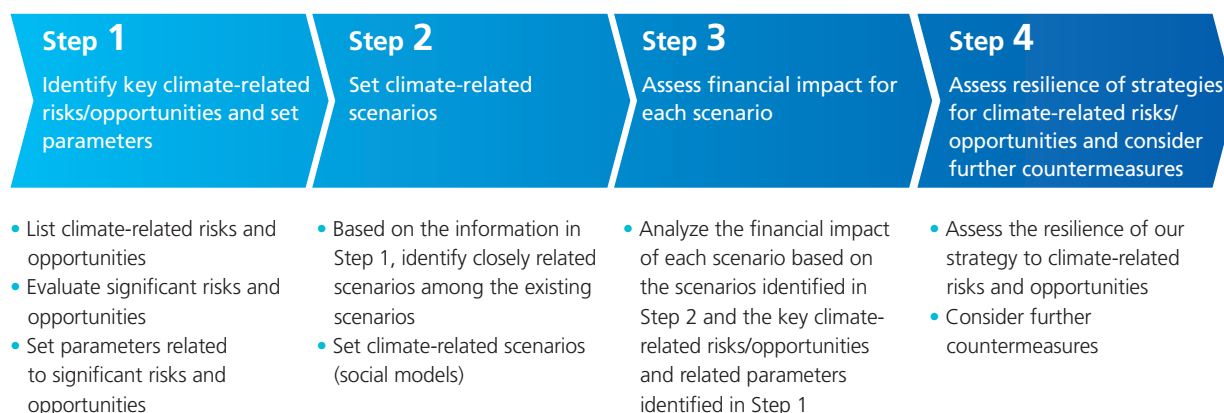 Step 1
Identify key climate-related
risks/opportunities and set
parameters
• List climate-related risks and
opportunities
• Evaluate significant risks and
opportunities
• Set parameters related
to significant risks and
opportunities
Step 2
Set climate-related
scenarios
• Based on the information in
Step 1, identify closely related
scenarios among the existing
scenarios
• Set climate-related scenarios
(social models)
Step 3
Assess financial impact for
each scenario
• Analyze the financial impact
of each scenario based on
the scenarios identified in
Step 2 and the key climate-
related risks/opportunities
and related parameters
identified in Step 1
Step 4
Assess resilience of strategies
for climate-related risks/
opportunities and consider
further countermeasures
• Assess the resilience of our
strategy to climate-related
risks and opportunities
• Consider further
countermeasures